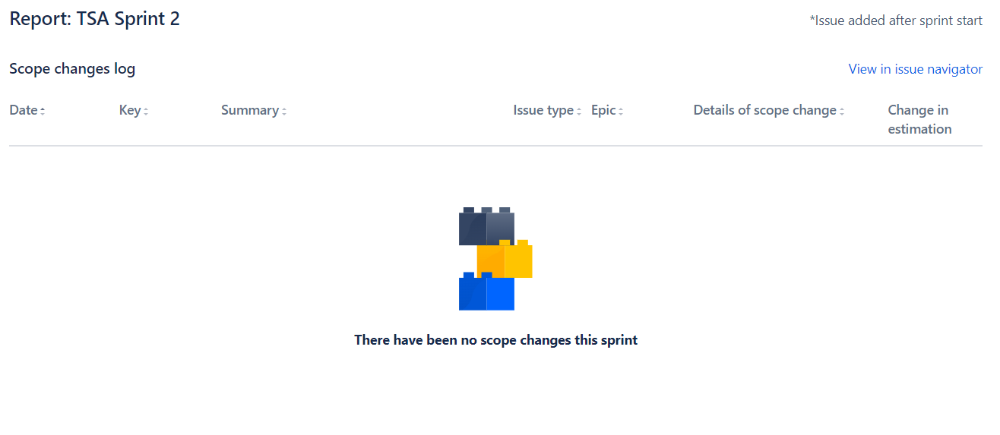 Report: TSA Sprint 2
*Issue added after sprint start
Scope changes log
View in issue navigator
Date Key Summary Issue type Epic Details of scope change Change in
estimation
There have been no scope changes this sprint